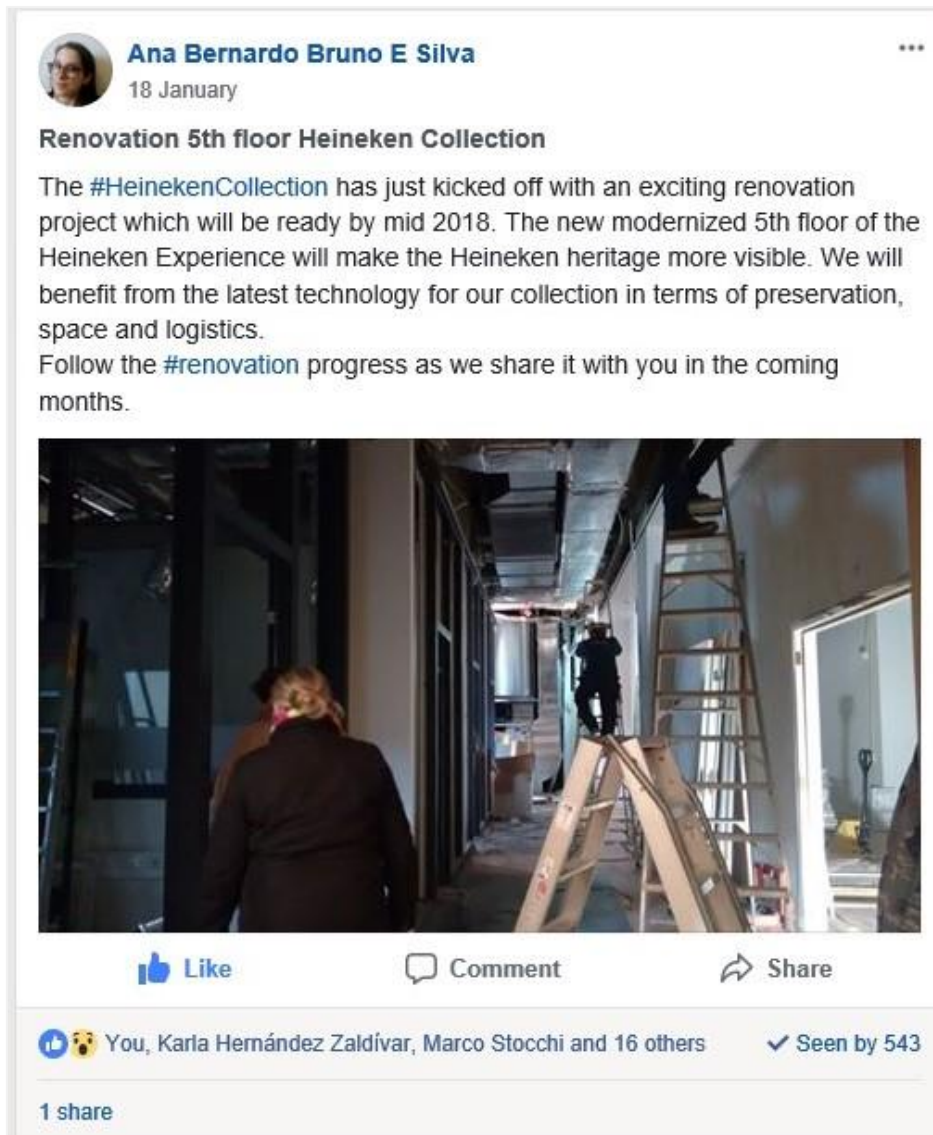 Ana Bernardo Bruno E Silva
18 January
Renovation 5th floor Heineken Collection
The #HeinekenCollection has just kicked off with an exciting renovation
project which will be ready by mid 2018. The new modernized 5th floor of the
Heineken Experience will make the Heineken heritage more visible. We will
benefit from the latest technology for our collection in terms of preservation,
space and logistics.
Follow the #renovation progress as we share it with you in the coming
months.
Like Comment Share
You, Karla Hernández Zaldívar, Marco Stocchi and 16 others Seen by 543
1 share